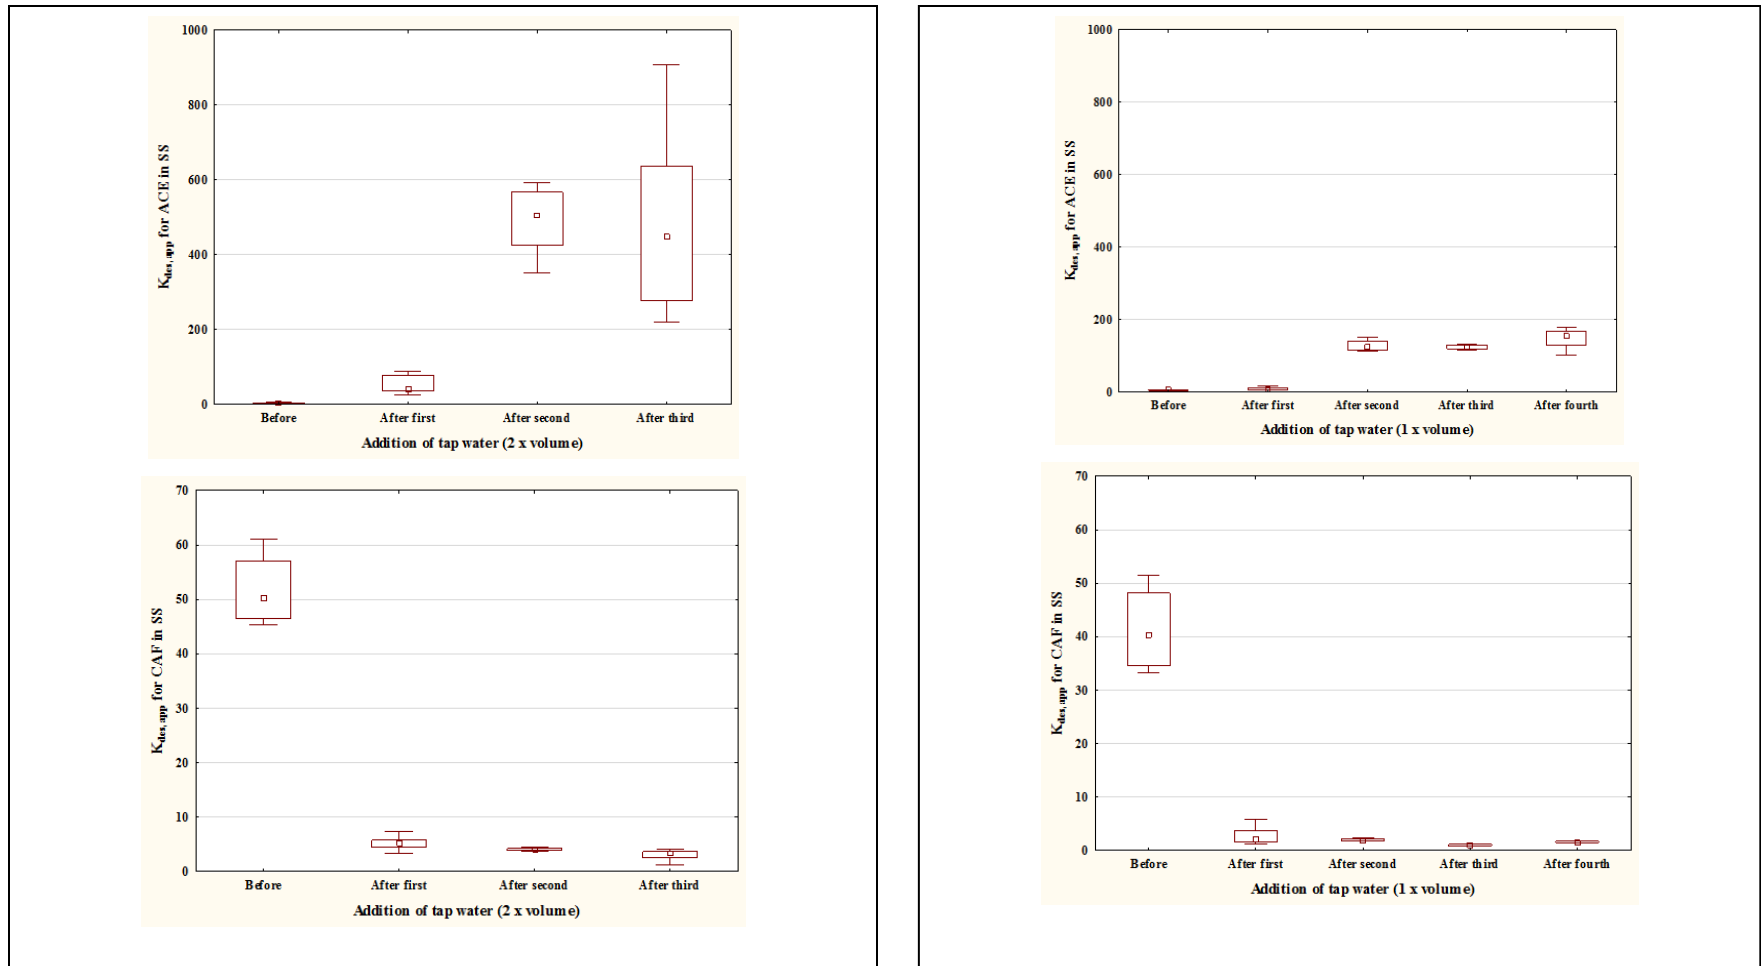 1000
800
600
400
200
0
K_des,app for ACE in SS
Before After first After second After third
Addition of tap water (2 x volume)
70
60
50
40
30
20
10
0
K_des,app for CAF in SS
Before After first After second After third
Addition of tap water (2 x volume)
1000
800
600
400
200
0
K_des,app for ACE in SS
Before After first After second After third After fourth
Addition of tap water (1 x volume)
70
60
50
40
30
20
10
0
K_des,app for CAF in SS
Before After first After second After third After fourth
Addition of tap water (1 x volume)